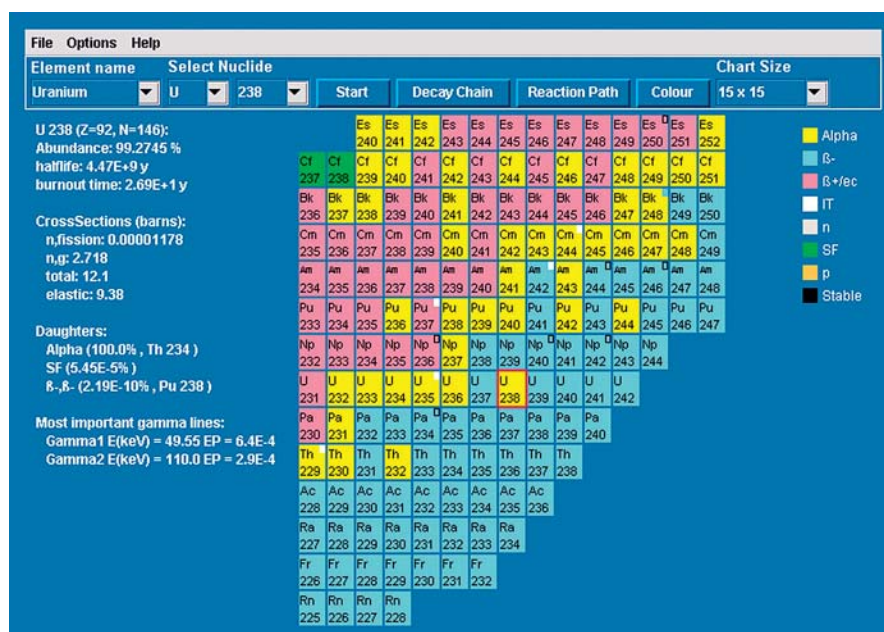 File Options Help
Element name Select Nuclide Chart Size
Uranium U 238 Start Decay Chain Reaction Path Colour 15 x 15
U 238 (Z=92, N=146):
Abundance: 99.2745 %
halflife: 4.47E+9 y
burnout time: 2.69E+1 y
CrossSections (barns):
n,fission: 0.00001178
n,g: 2.718
total: 12.1
elastic: 9.38
Daughters:
Alpha (100.0% , Th 234 )
SF (5.45E-5% )
ß-,ß- (2.19E-10% , Pu 238 )
Most important gamma lines:
Gamma1 E(keV) = 49.55 EP = 6.4E-4
Gamma2 E(keV) = 110.0 EP = 2.9E-4
Es Es Es Es Es Es Es Es Es Es Es Es Es
240 241 242 243 244 245 246 247 248 249 250 251 252
Cf Cf Cf Cf Cf Cf Cf Cf Cf Cf Cf Cf Cf Cf Cf
237 238 239 240 241 242 243 244 245 246 247 248 249 250 251
Bk Bk Bk Bk Bk Bk Bk Bk Bk Bk Bk Bk Bk Bk Bk
236 237 238 239 240 241 242 243 244 245 246 247 248 249 250
Cm Cm Cm Cm Cm Cm Cm Cm Cm Cm Cm Cm Cm Cm Cm
235 236 237 238 239 240 241 242 243 244 245 246 247 248 249
Am Am Am Am Am Am Am Am Am Am Am Am Am Am Am
234 235 236 237 238 239 240 241 242 243 244 245 246 247 248
Pu Pu Pu Pu Pu Pu Pu Pu Pu Pu Pu Pu Pu Pu Pu
233 234 235 236 237 238 239 240 241 242 243 244 245 246 247
Np Np Np Np Np Np Np Np Np Np Np Np Np
232 233 234 235 236 237 238 239 240 241 242 243 244
U U U U U U U U U U U U
231 232 233 234 235 236 237 238 239 240 241 242
Pa Pa Pa Pa Pa Pa Pa Pa Pa Pa Pa
230 231 232 233 234 235 236 237 238 239 240
Th Th Th Th Th Th Th Th Th Th
229 230 231 232 233 234 235 236 237 238
Ac Ac Ac Ac Ac Ac Ac Ac Ac
228 229 230 231 232 233 234 235 236
Ra Ra Ra Ra Ra Ra Ra Ra
227 228 229 230 231 232 233 234
Fr Fr Fr Fr Fr Fr Fr
226 227 228 229 230 231 232
Rn Rn Rn Rn
225 226 227 228
Alpha
ß-
ß+/ec
IT
n
SF
p
Stable